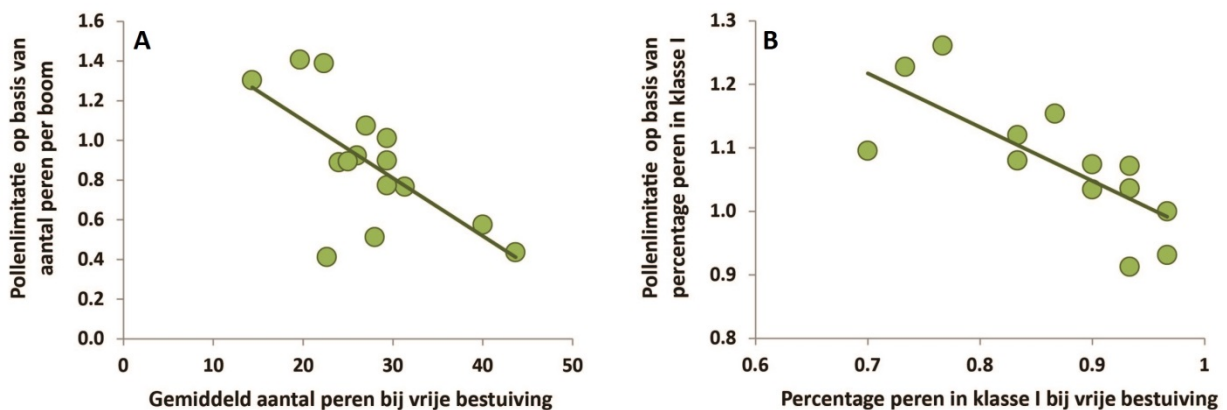 A
Pollenlimitatie op basis van
aantal peren per boom
1.6
1.4
1.2
1.0
0.8
0.6
0.4
0.2
0.0
0 10 20 30 40 50
Gemiddeld aantal peren bij vrije bestuiving
B
Pollenlimitatie op basis van
percentage peren in klasse I
1.3
1.2
1.1
1.0
0.9
0.8
0.6 0.7 0.8 0.9 1
Percentage peren in klasse I bij vrije bestuiving